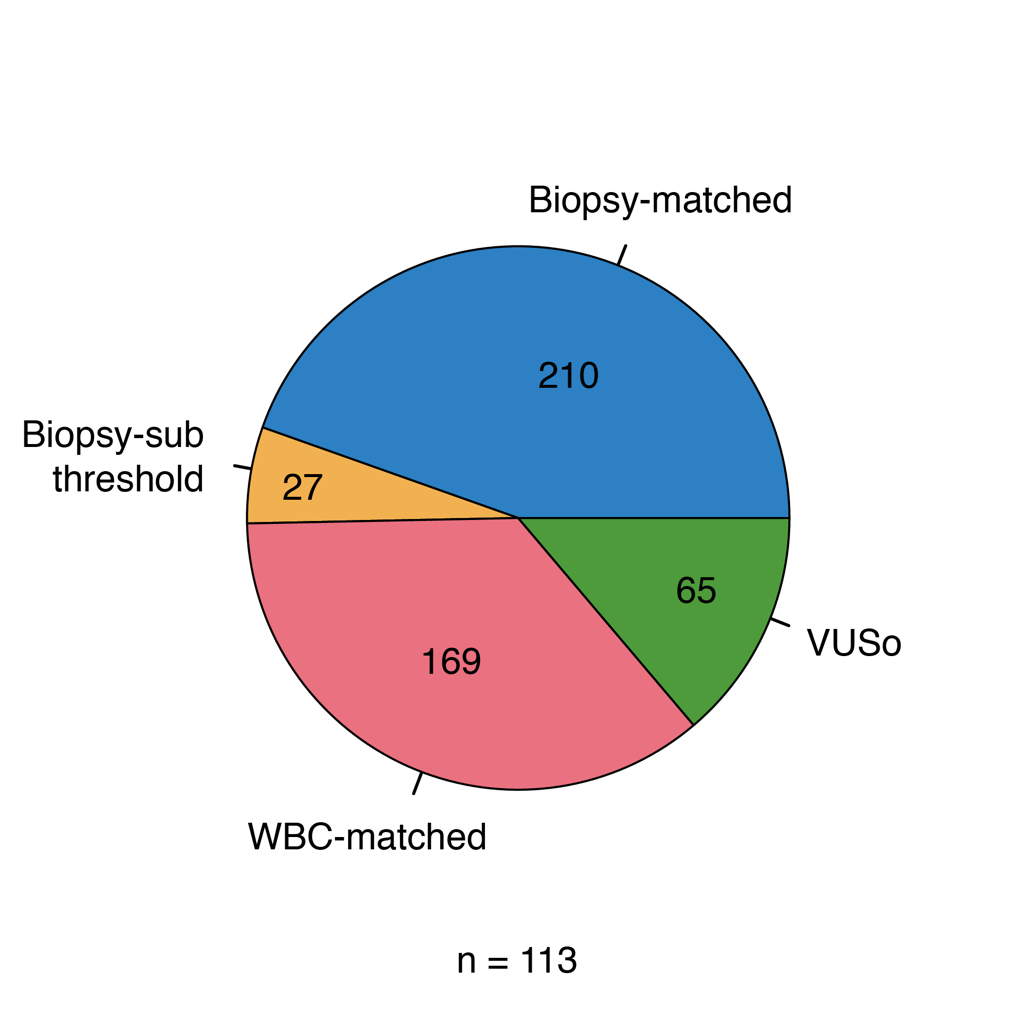 Biopsy-matched
210
Biopsy-sub
threshold
27
65
VUSo
169
WBC-matched
n = 113